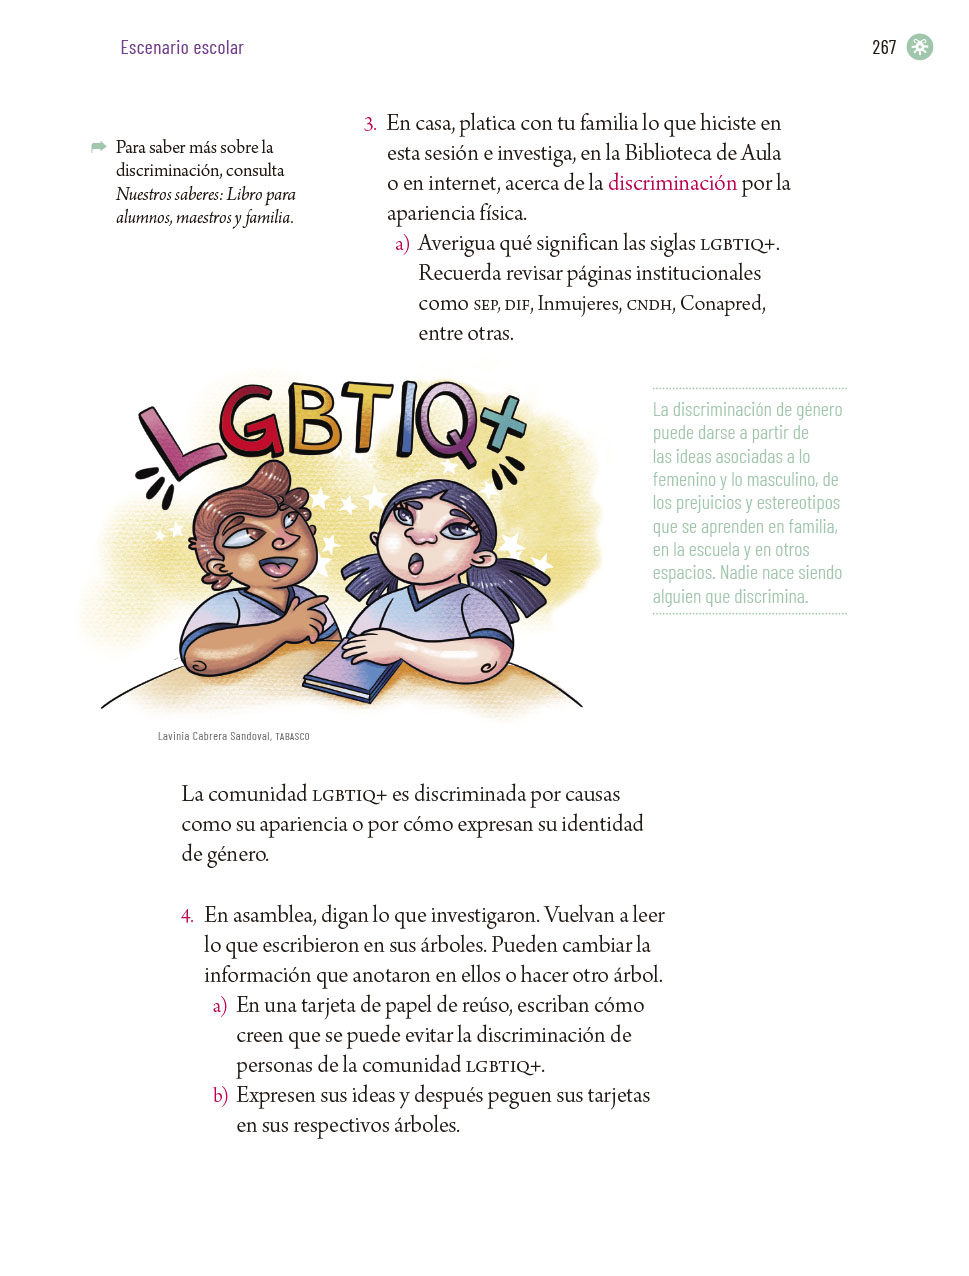 Escenario escolar
267
Para saber más sobre la
discriminación, consulta
Nuestros saberes: Libro para
alumnos, maestros y familia.
3. En casa, platica con tu familia lo que hiciste en
esta sesión e investiga, en la Biblioteca de Aula
o en internet, acerca de la discriminación por la
apariencia física.
a) Averigua qué significan las siglas LGBTIQ+.
Recuerda revisar páginas institucionales
como SEP, DIF, Inmujeres, CNDH, Conapred,
entre otras.
LGBTIQ+
La discriminación de género
puede darse a partir de
las ideas asociadas a lo
femenino y lo masculino, de
los prejuicios y estereotipos
que se aprenden en familia,
en la escuela y en otros
espacios. Nadie nace siendo
alguien que discrimina.
Lavinia Cabrera Sandoval, TABASCO
La comunidad LGBTIQ+ es discriminada por causas
como su apariencia o por cómo expresan su identidad
de género.
4. En asamblea, digan lo que investigaron. Vuelvan a leer
lo que escribieron en sus árboles. Pueden cambiar la
información que anotaron en ellos o hacer otro árbol.
a) En una tarjeta de papel de reúso, escriban cómo
creen que se puede evitar la discriminación de
personas de la comunidad LGBTIQ+.
b) Expresen sus ideas y después peguen sus tarjetas
en sus respectivos árboles.